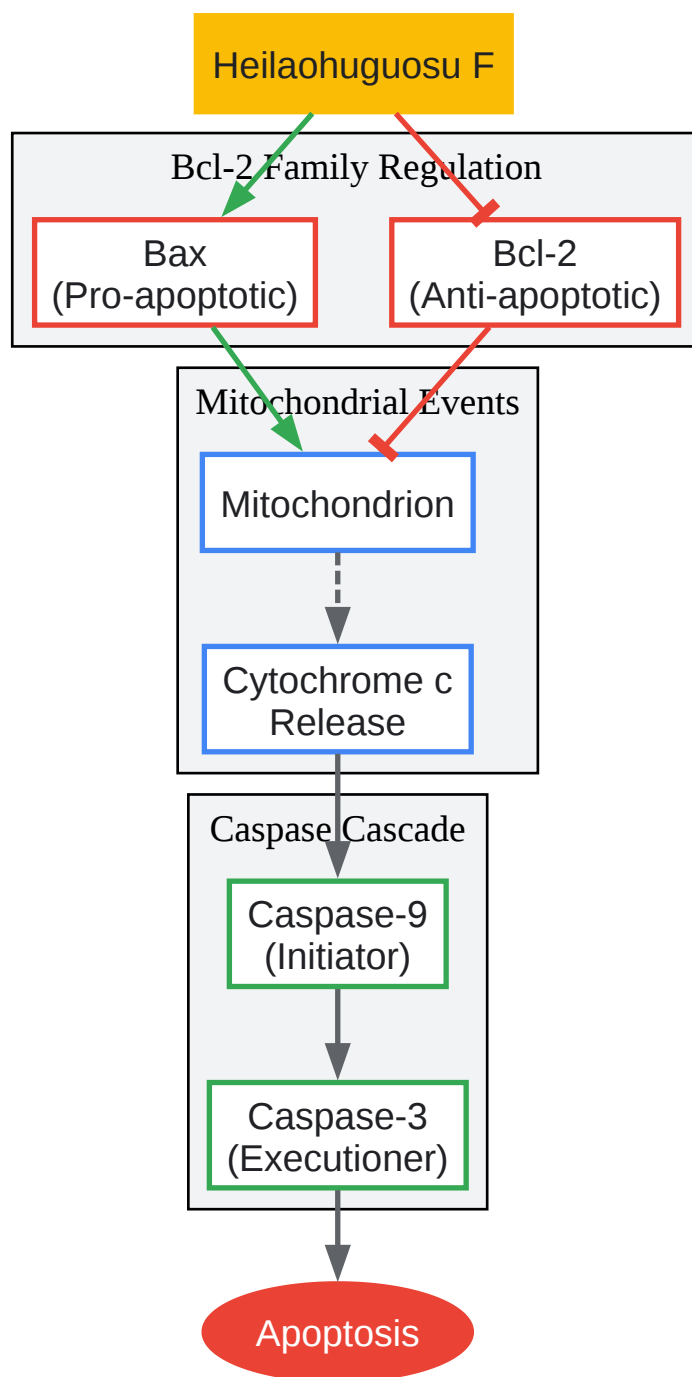 Heilaohuguosu F
Bcl-2 Family Regulation
Bax
(Pro-apoptotic)
Bcl-2
(Anti-apoptotic)
Mitochondrial Events
Mitochondrion
Cytochrome c
Release
Caspase Cascade
Caspase-9
(Initiator)
Caspase-3
(Executioner)
Apoptosis